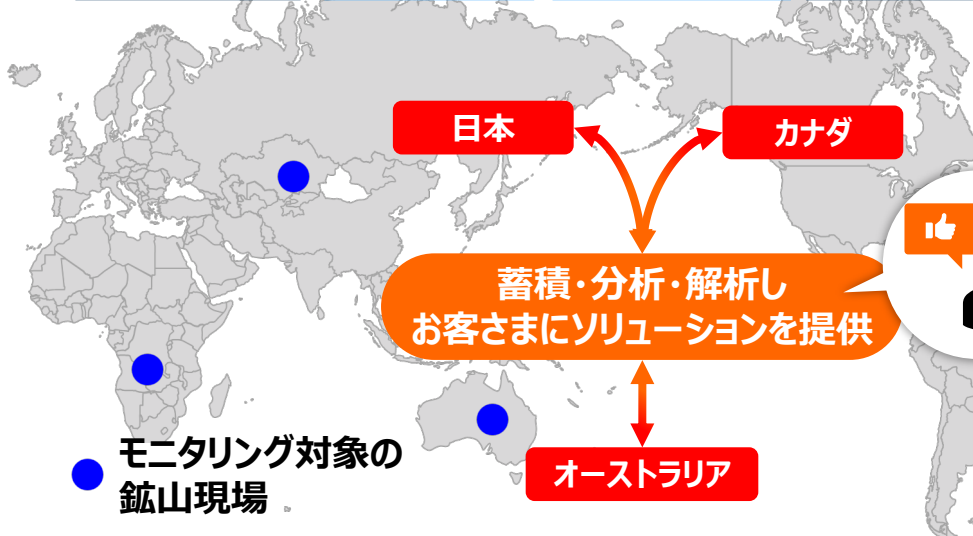 日本
カナダ
蓄積・分析・解析し
お客さまにソリューションを提供
オーストラリア
モニタリング対象の
鉱山現場